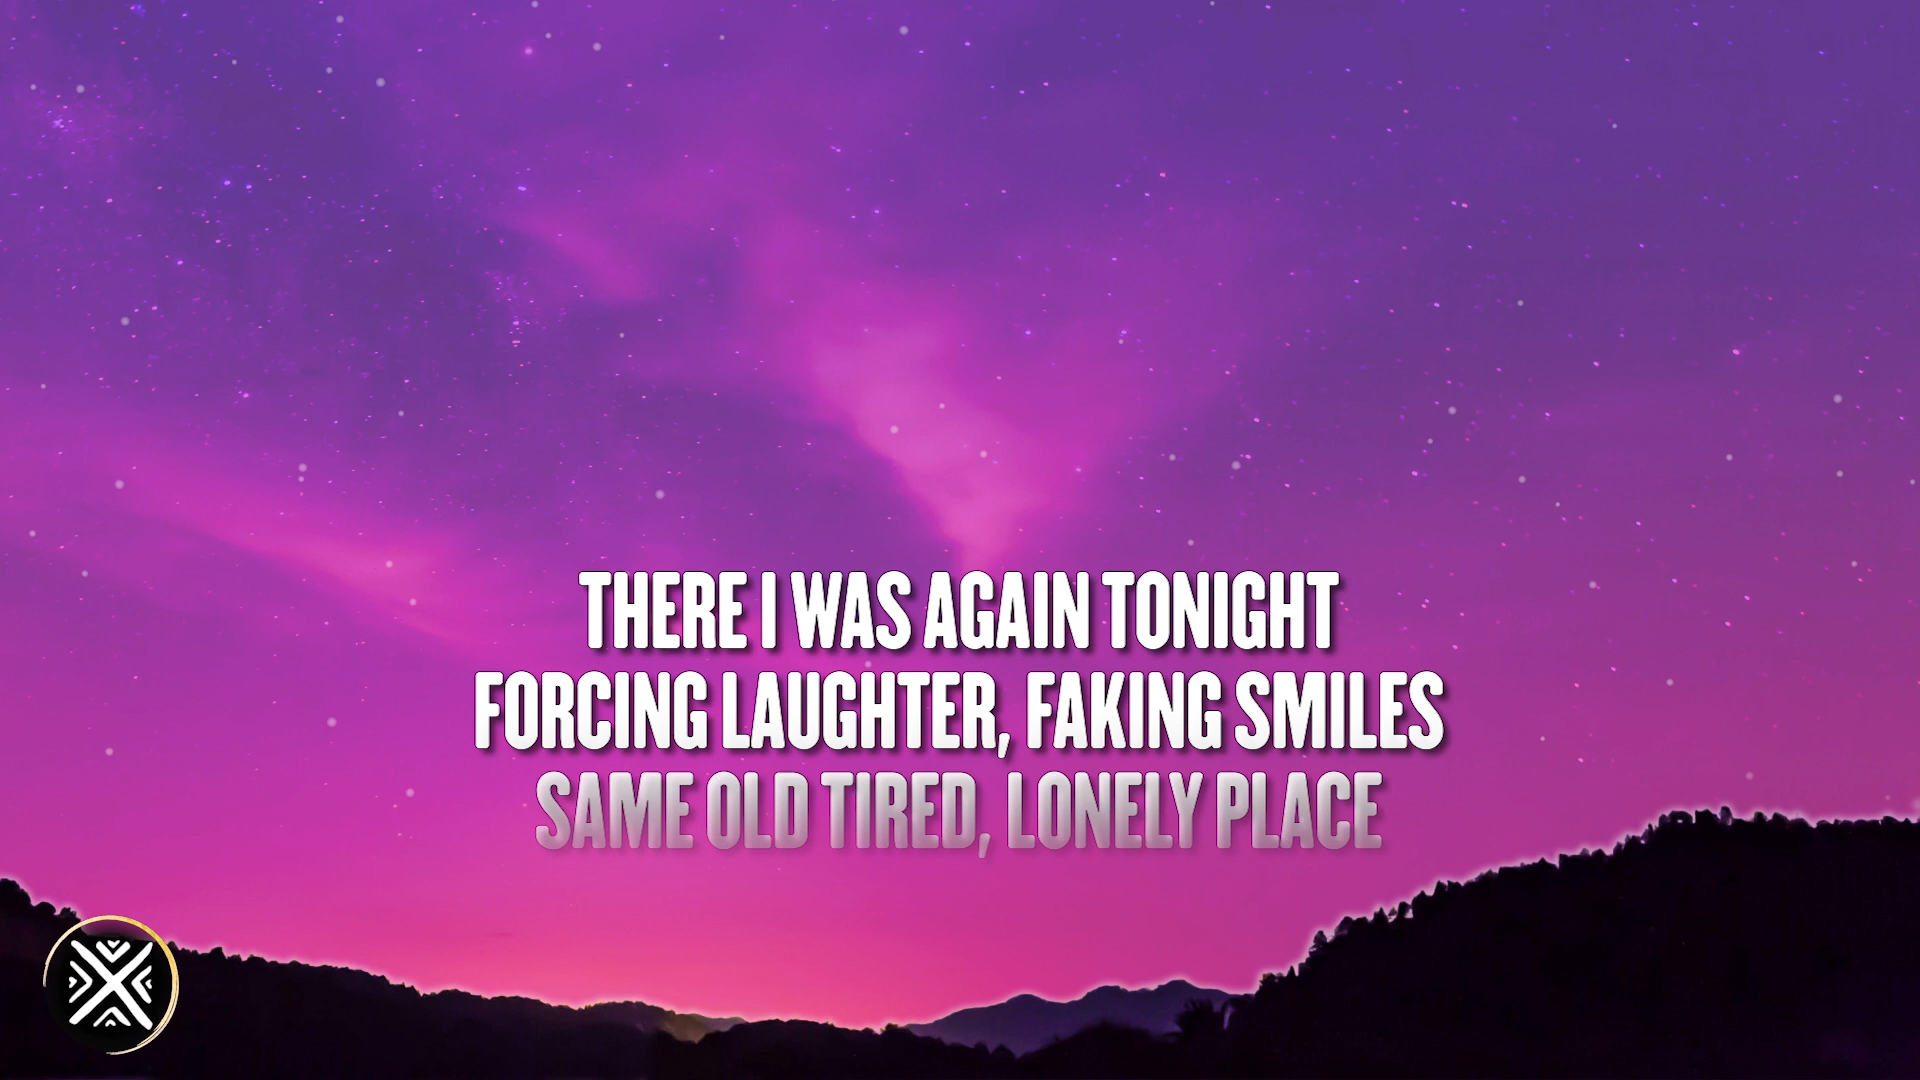 THERE I WAS AGAIN TONIGHT
FORCING LAUGHTER, FAKING SMILES
SAME OLD TIRED, LONELY PLACE